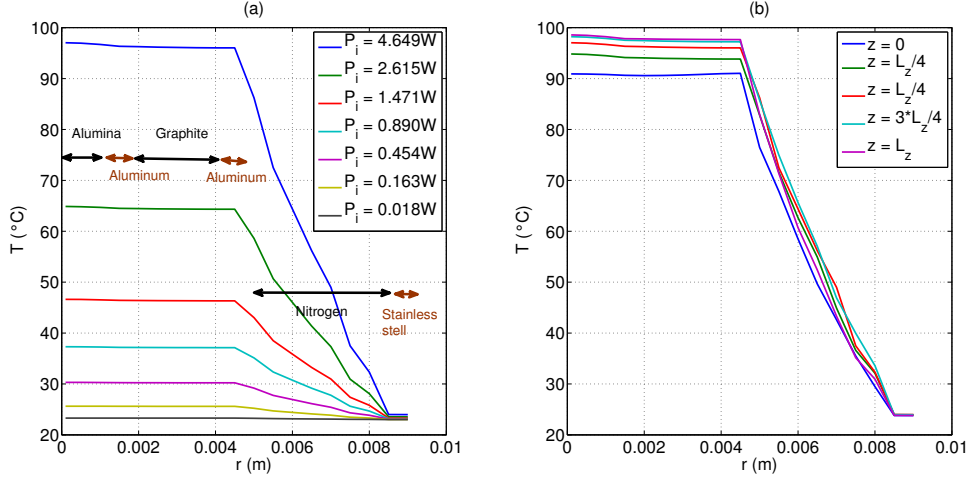 (a)
100
90
80
70
60
50
40
30
20
T (°C)
0
0.002
0.004
0.006
0.008
0.01
r (m)
P_i = 4.649W
P_i = 2.615W
P_i = 1.471W
P_i = 0.890W
P_i = 0.454W
P_i = 0.163W
P_i = 0.018W
Alumina
Graphite
Aluminum
Aluminum
Nitrogen
Stainless
stell
(b)
100
90
80
70
60
50
40
30
20
T (°C)
0
0.002
0.004
0.006
0.008
0.01
r (m)
z = 0
z = L_z/4
z = L_z/4
z = 3*L_z/4
z = L_z